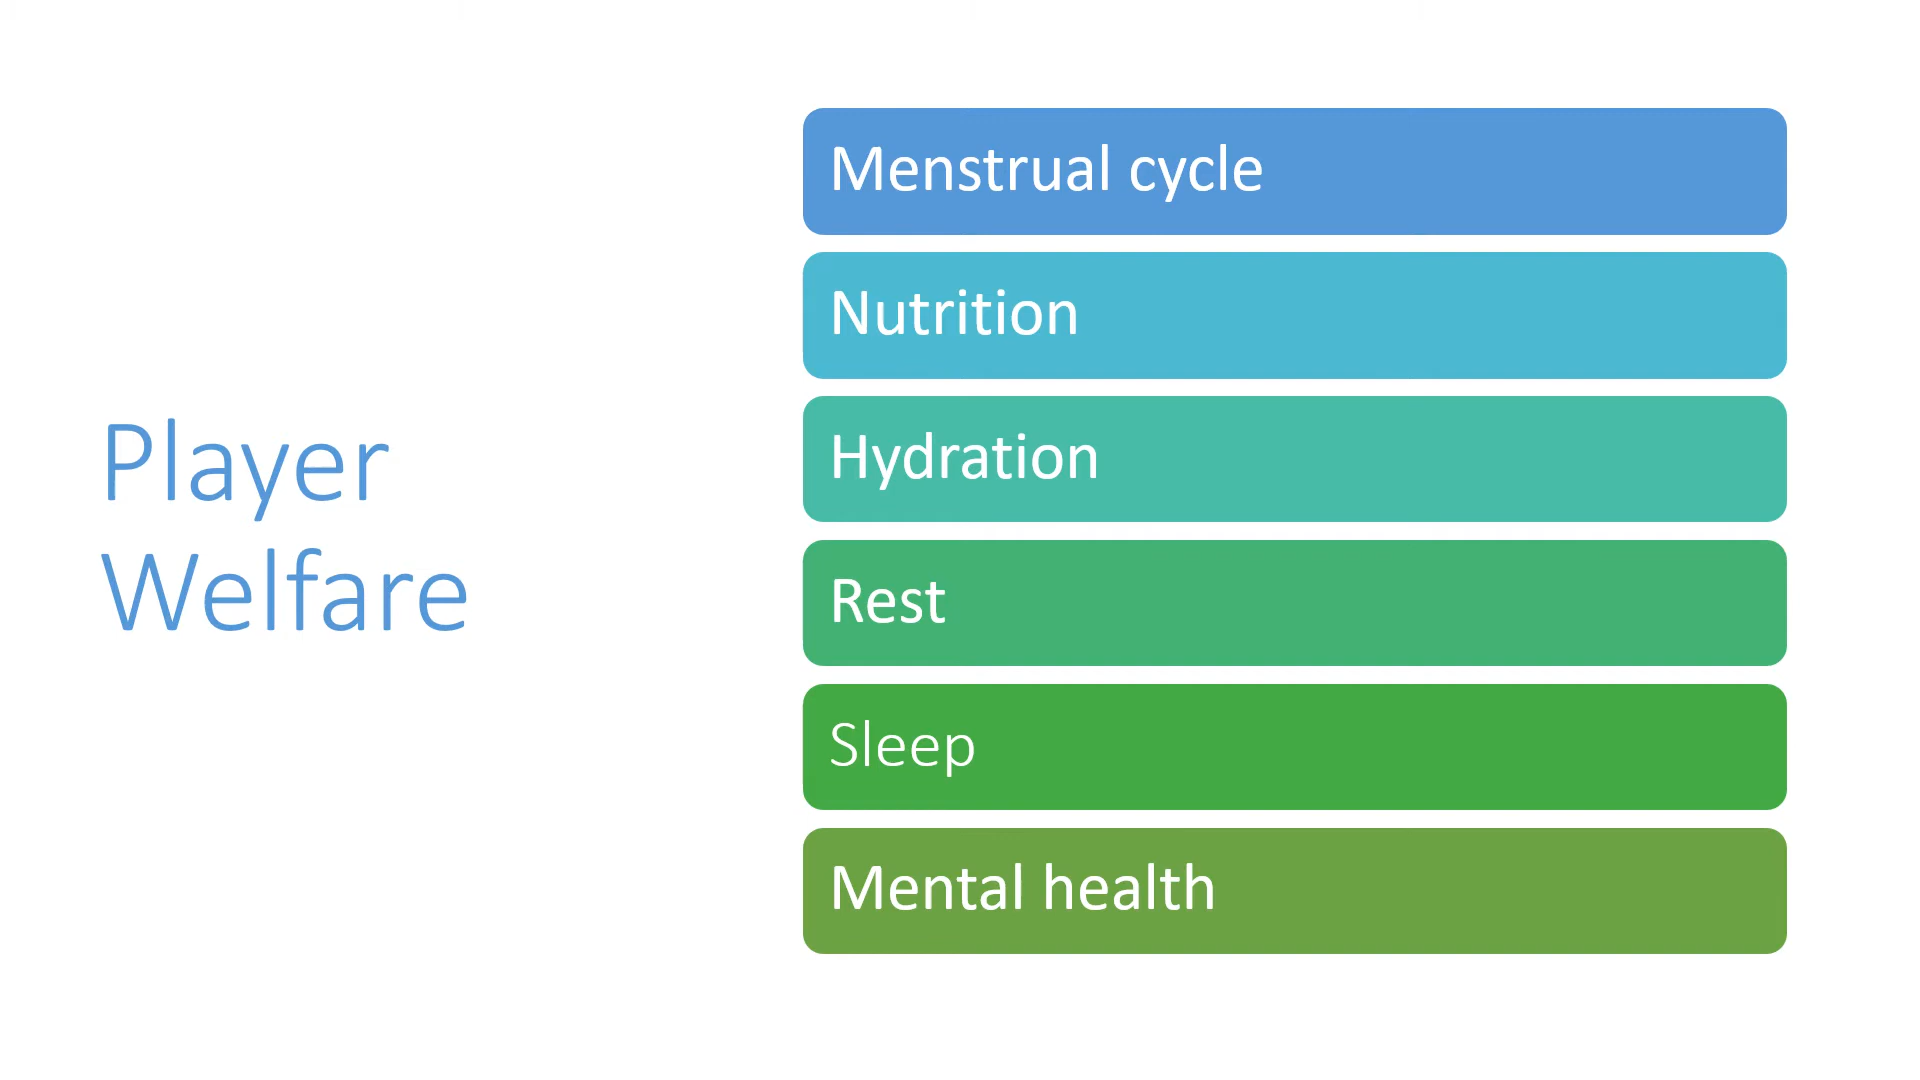 Player
Welfare
Menstrual cycle
Nutrition
Hydration
Rest
Sleep
Mental health